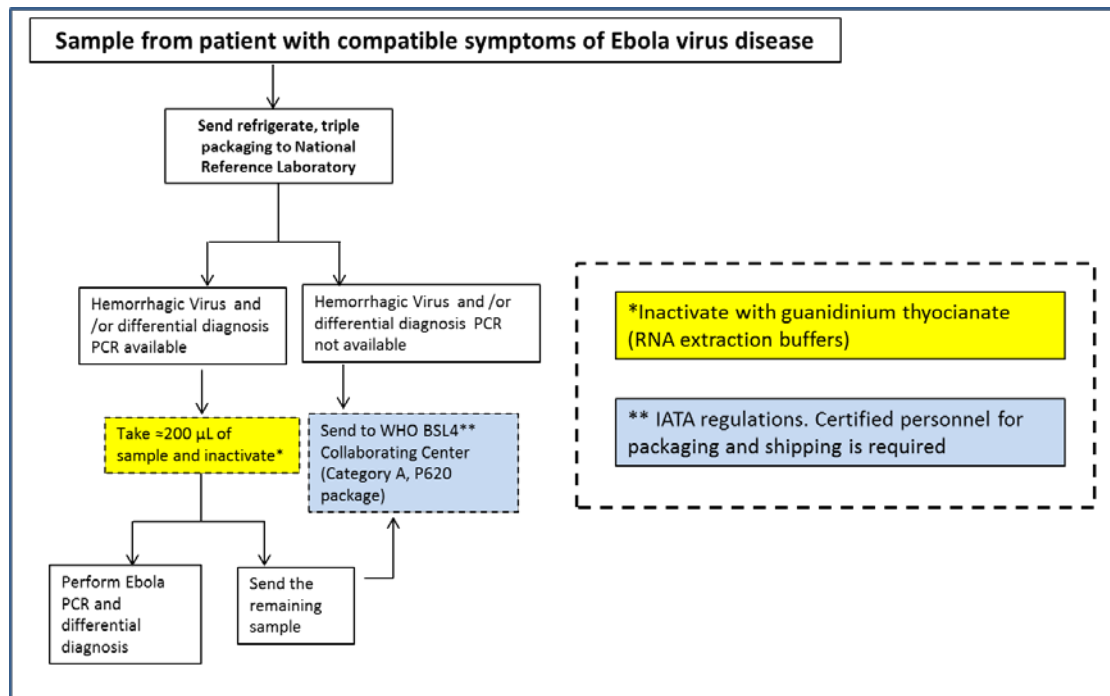 Sample from patient with compatible symptoms of Ebola virus disease
Send refrigerate, triple
packaging to National
Reference Laboratory
Hemorrhagic Virus and
/or differential diagnosis
PCR available
Hemorrhagic Virus and /or
differential diagnosis PCR
not available
Take ≈200 µL of
sample and inactivate*
Send to WHO BSL4**
Collaborating Center
(Category A, P620
package)
Perform Ebola
PCR and
differential
diagnosis
Send the
remaining
sample
*Inactivate with guanidinium thyocianate
(RNA extraction buffers)
** IATA regulations. Certified personnel for
packaging and shipping is required